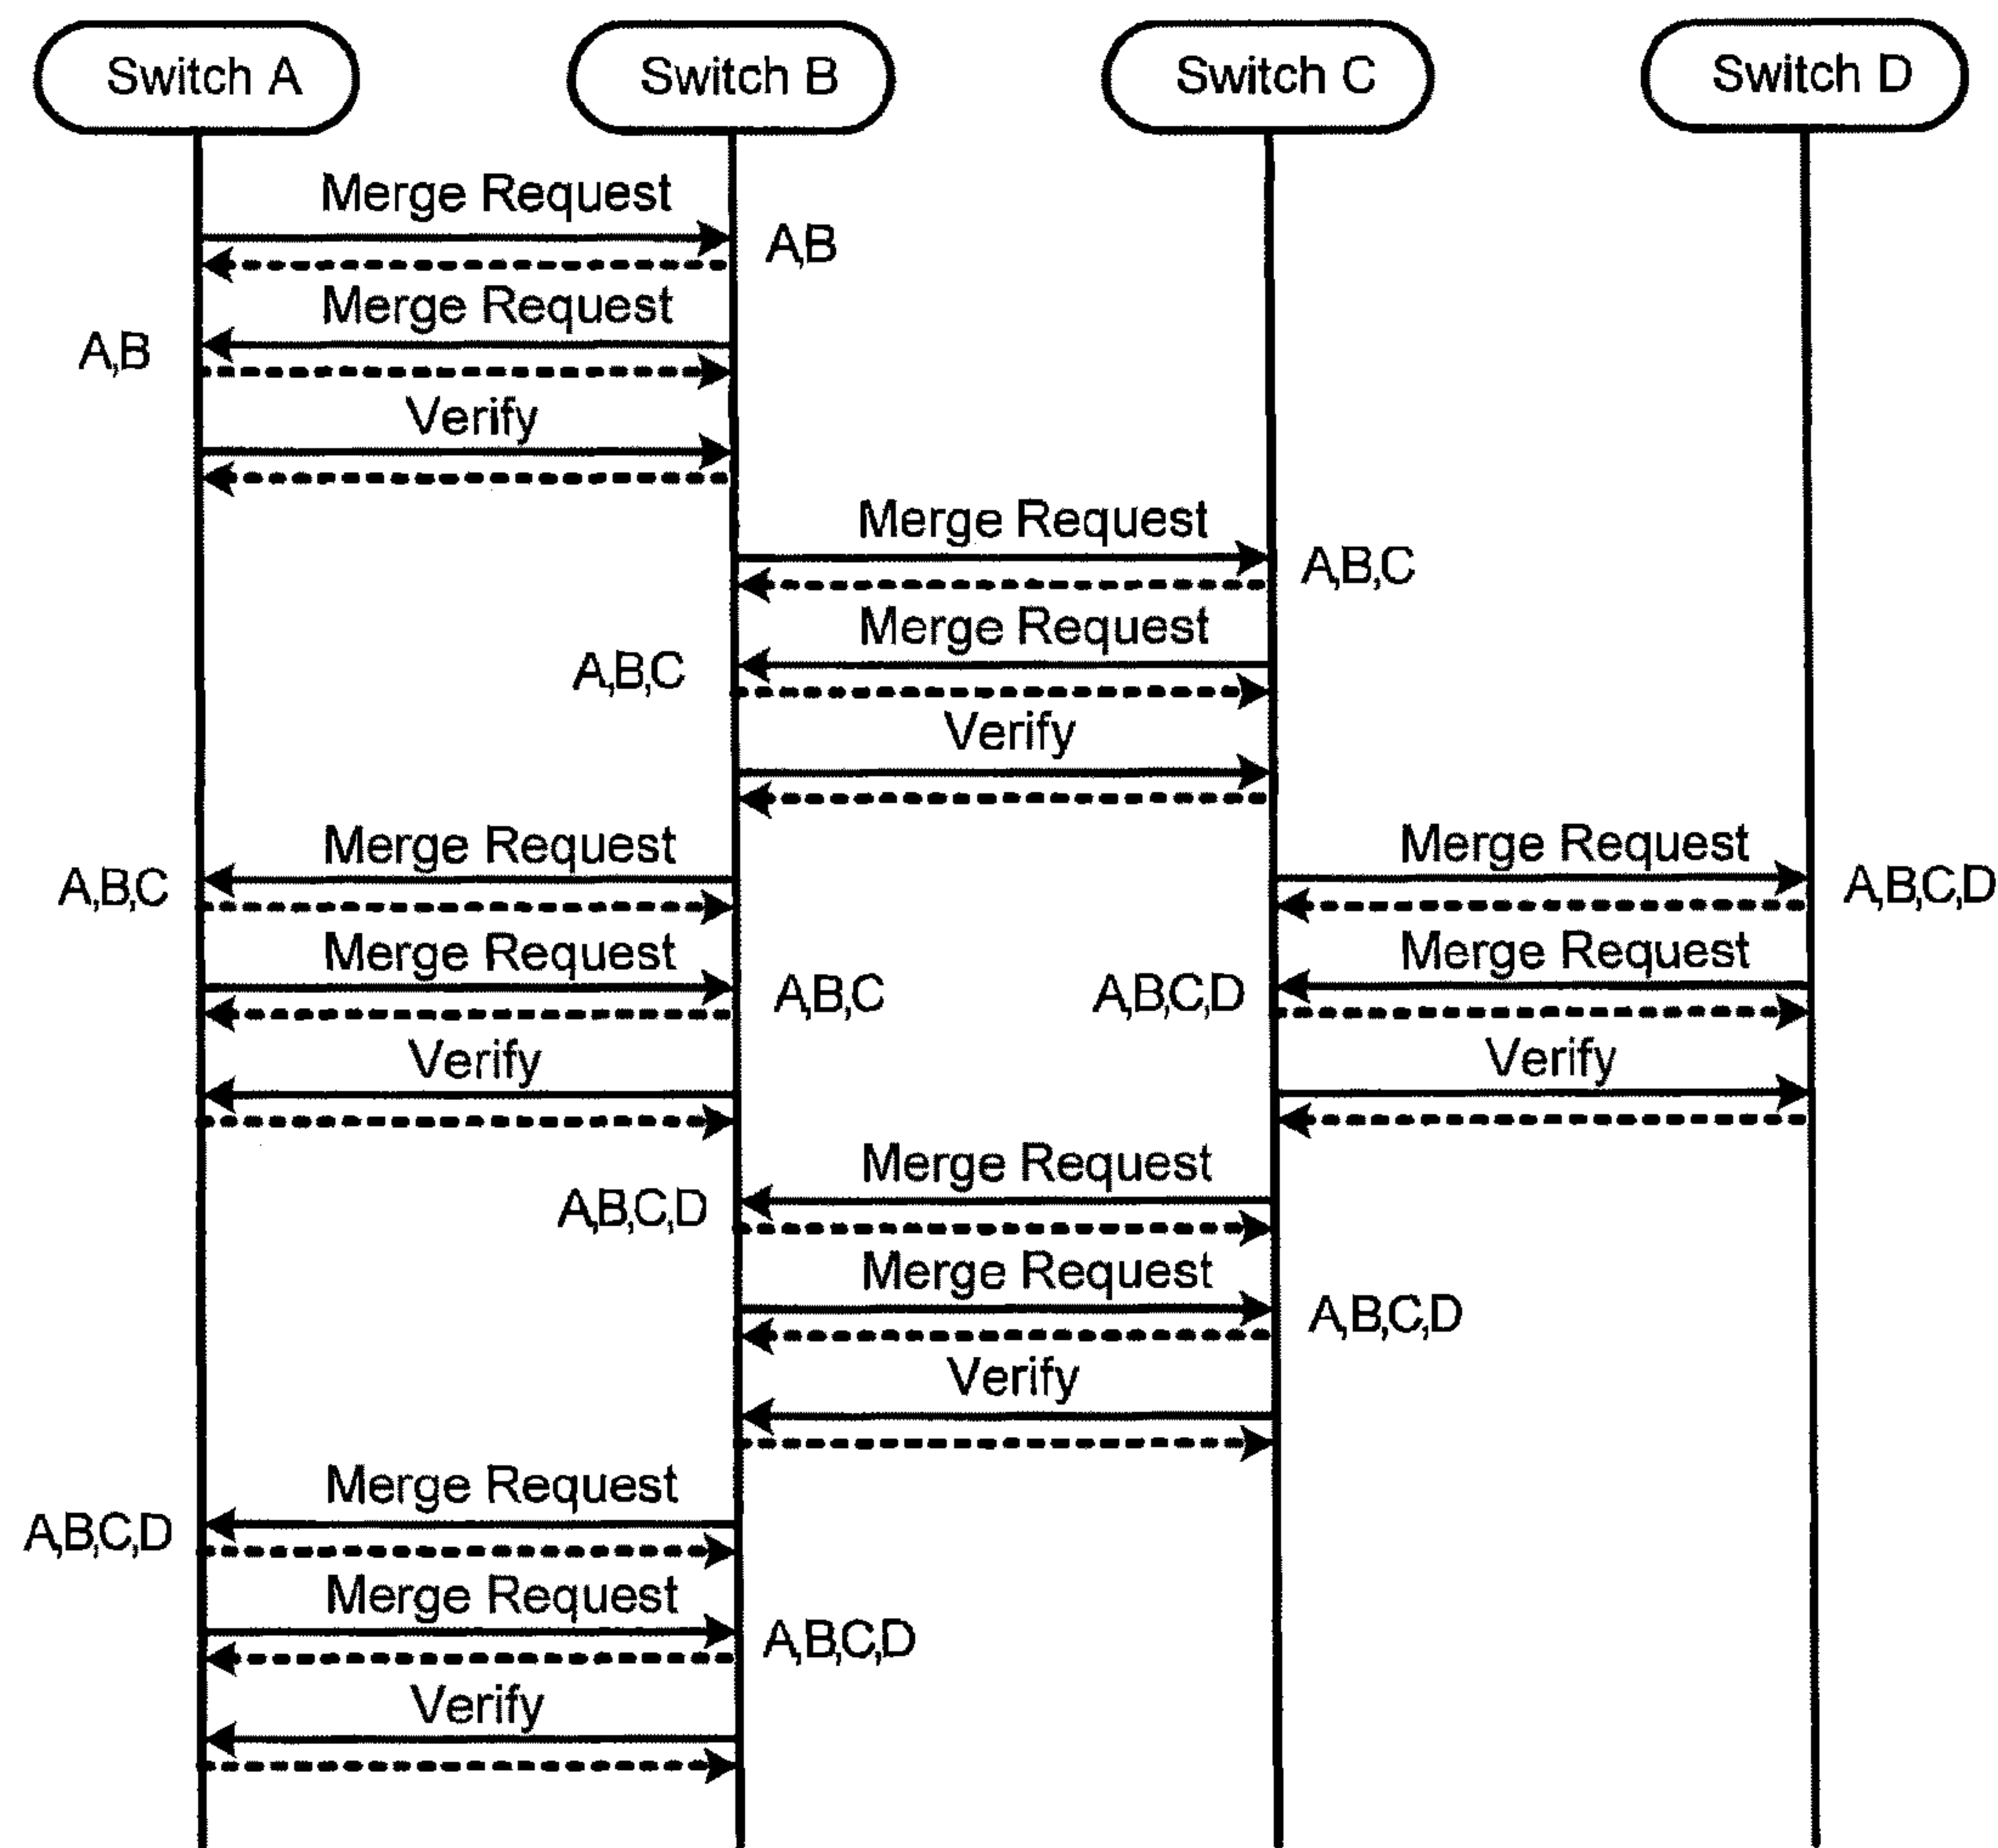 Switch A
Switch B
Switch C
Switch D
Merge Request
A,B
Merge Request
A,B
Verify
Merge Request
A,B,C
Merge Request
A,B,C
Verify
Merge Request
Merge Request
A,B,C
A,B,C,D
Merge Request
Merge Request
A,B,C
A,B,C,D
Verify
Verify
Merge Request
A,B,C,D
Merge Request
A,B,C,D
Verify
Merge Request
A,B,C,D
Merge Request
A,B,C,D
Verify